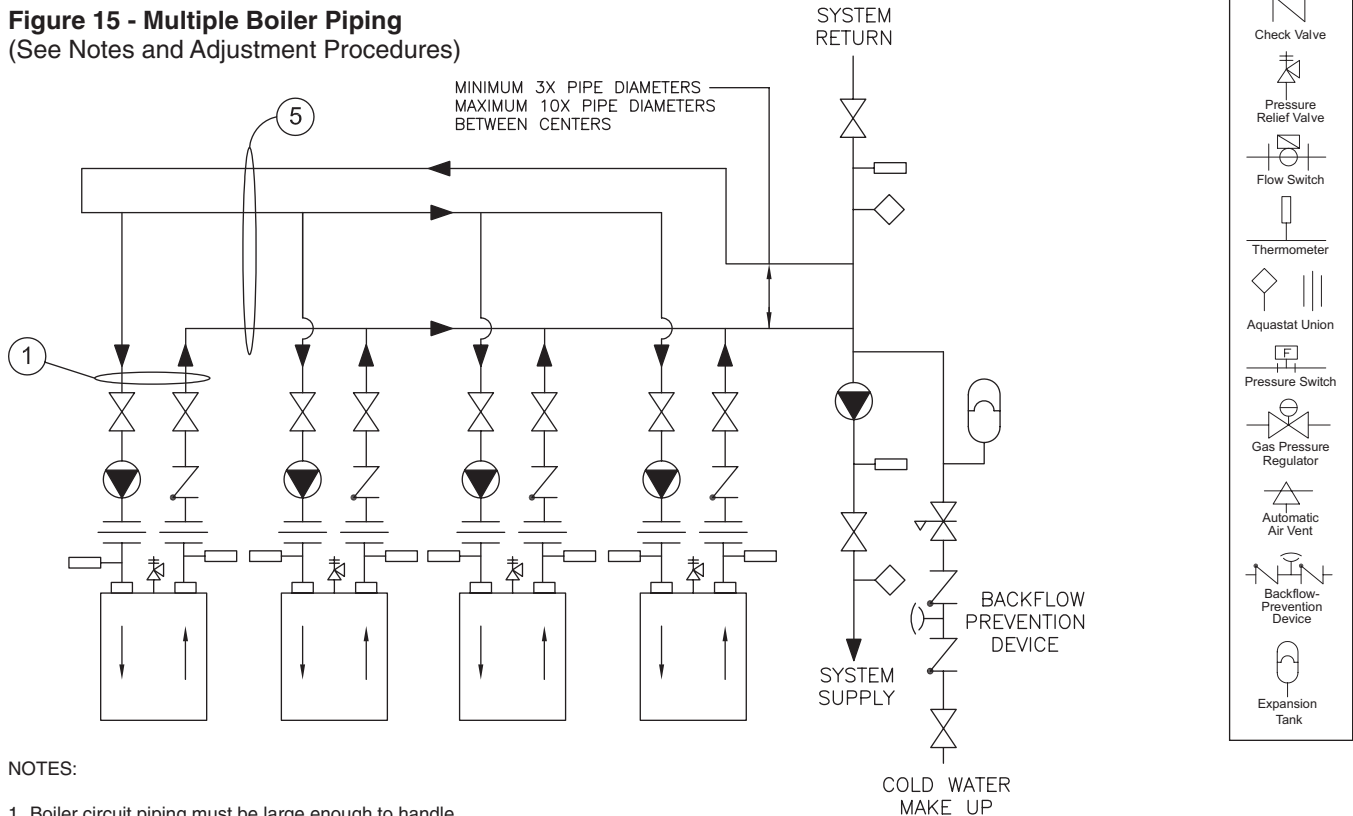 Figure 15 - Multiple Boiler Piping
(See Notes and Adjustment Procedures)
SYSTEM
RETURN
MINIMUM 3X PIPE DIAMETERS
MAXIMUM 10X PIPE DIAMETERS
BETWEEN CENTERS
5
1
BACKFLOW
PREVENTION
DEVICE
SYSTEM
SUPPLY
COLD WATER
MAKE UP
Check Valve
Pressure
Relief Valve
Flow Switch
Thermometer
Aquastat Union
F
Pressure Switch
Gas Pressure
Regulator
Automatic
Air Vent
Backflow-
Prevention
Device
Expansion
Tank
NOTES:
1. Boiler circuit piping must be large enough to handle